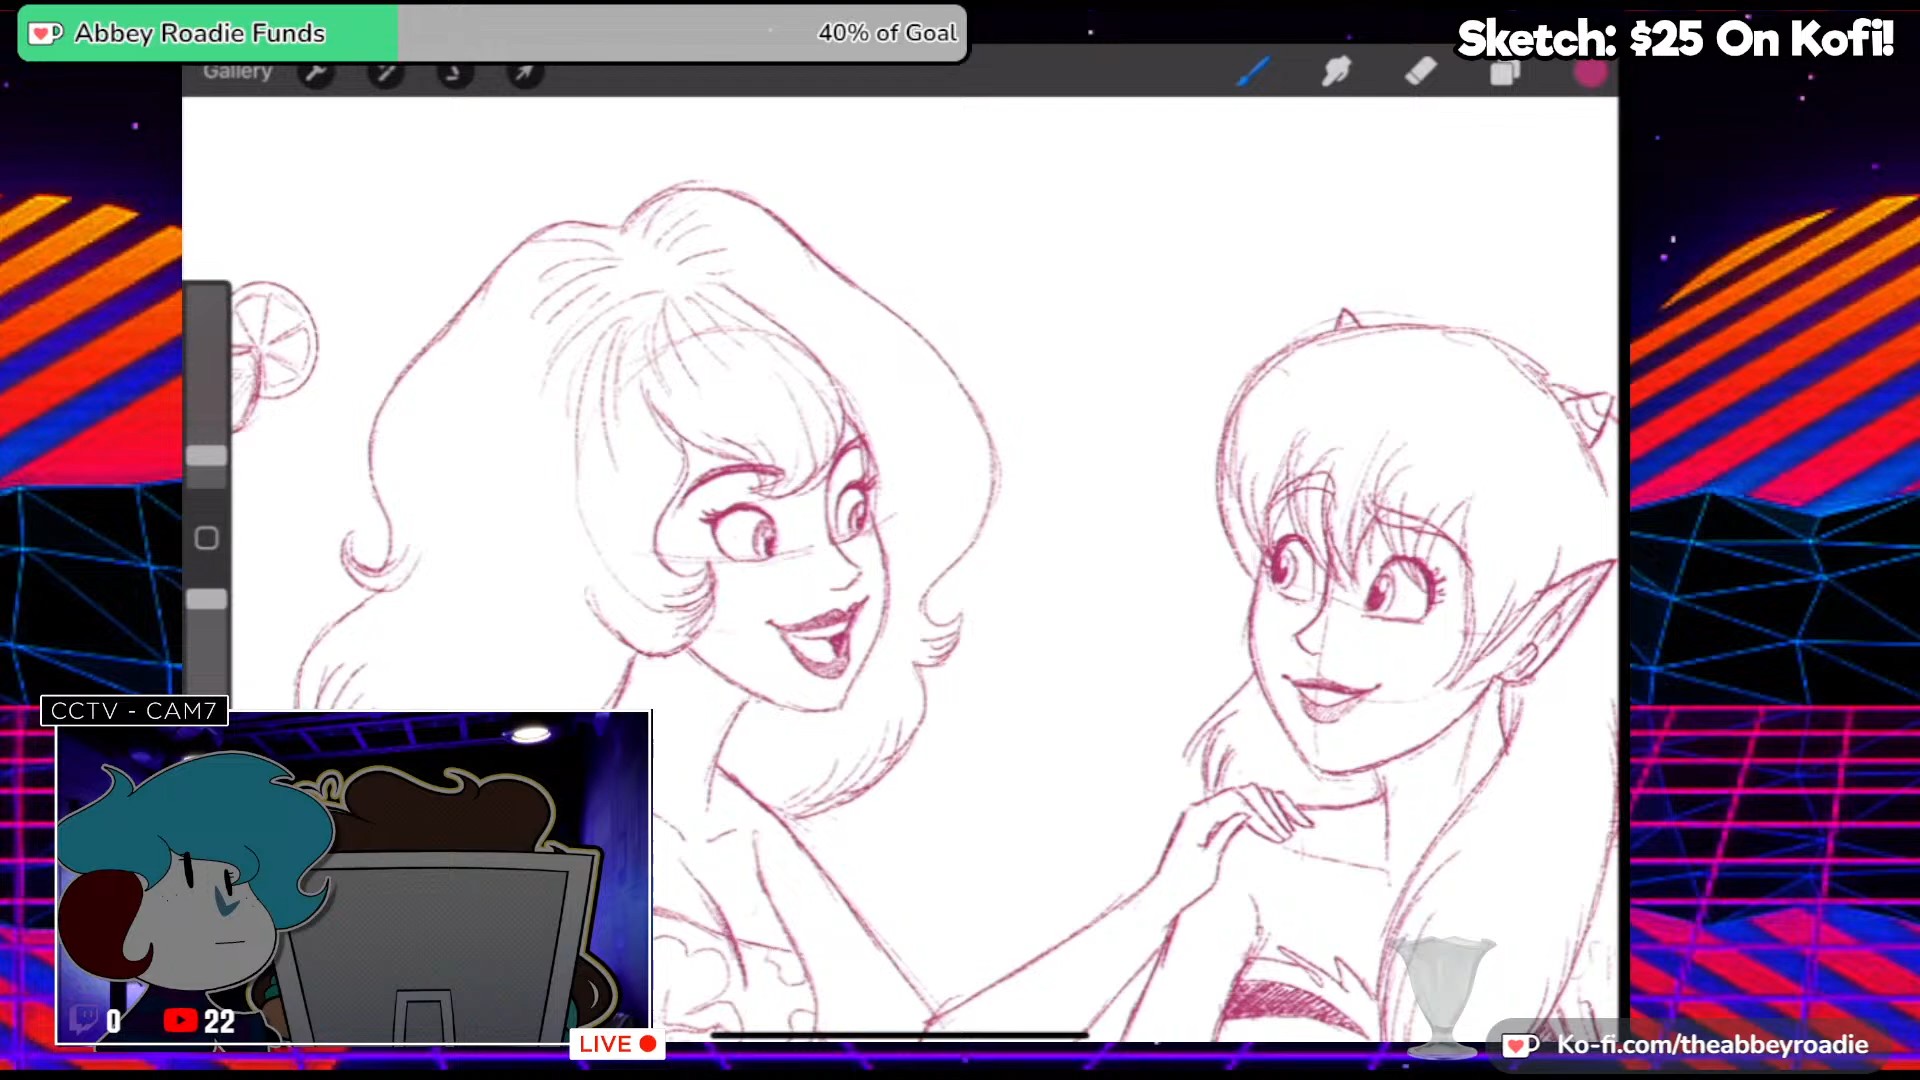 Abbey Roadie Funds
40% of Goal
Sketch: $25 On Kofi!
Gallery
CCTV - CAM7
0
22
LIVE
Ko-fi.com/theabbeyroadie